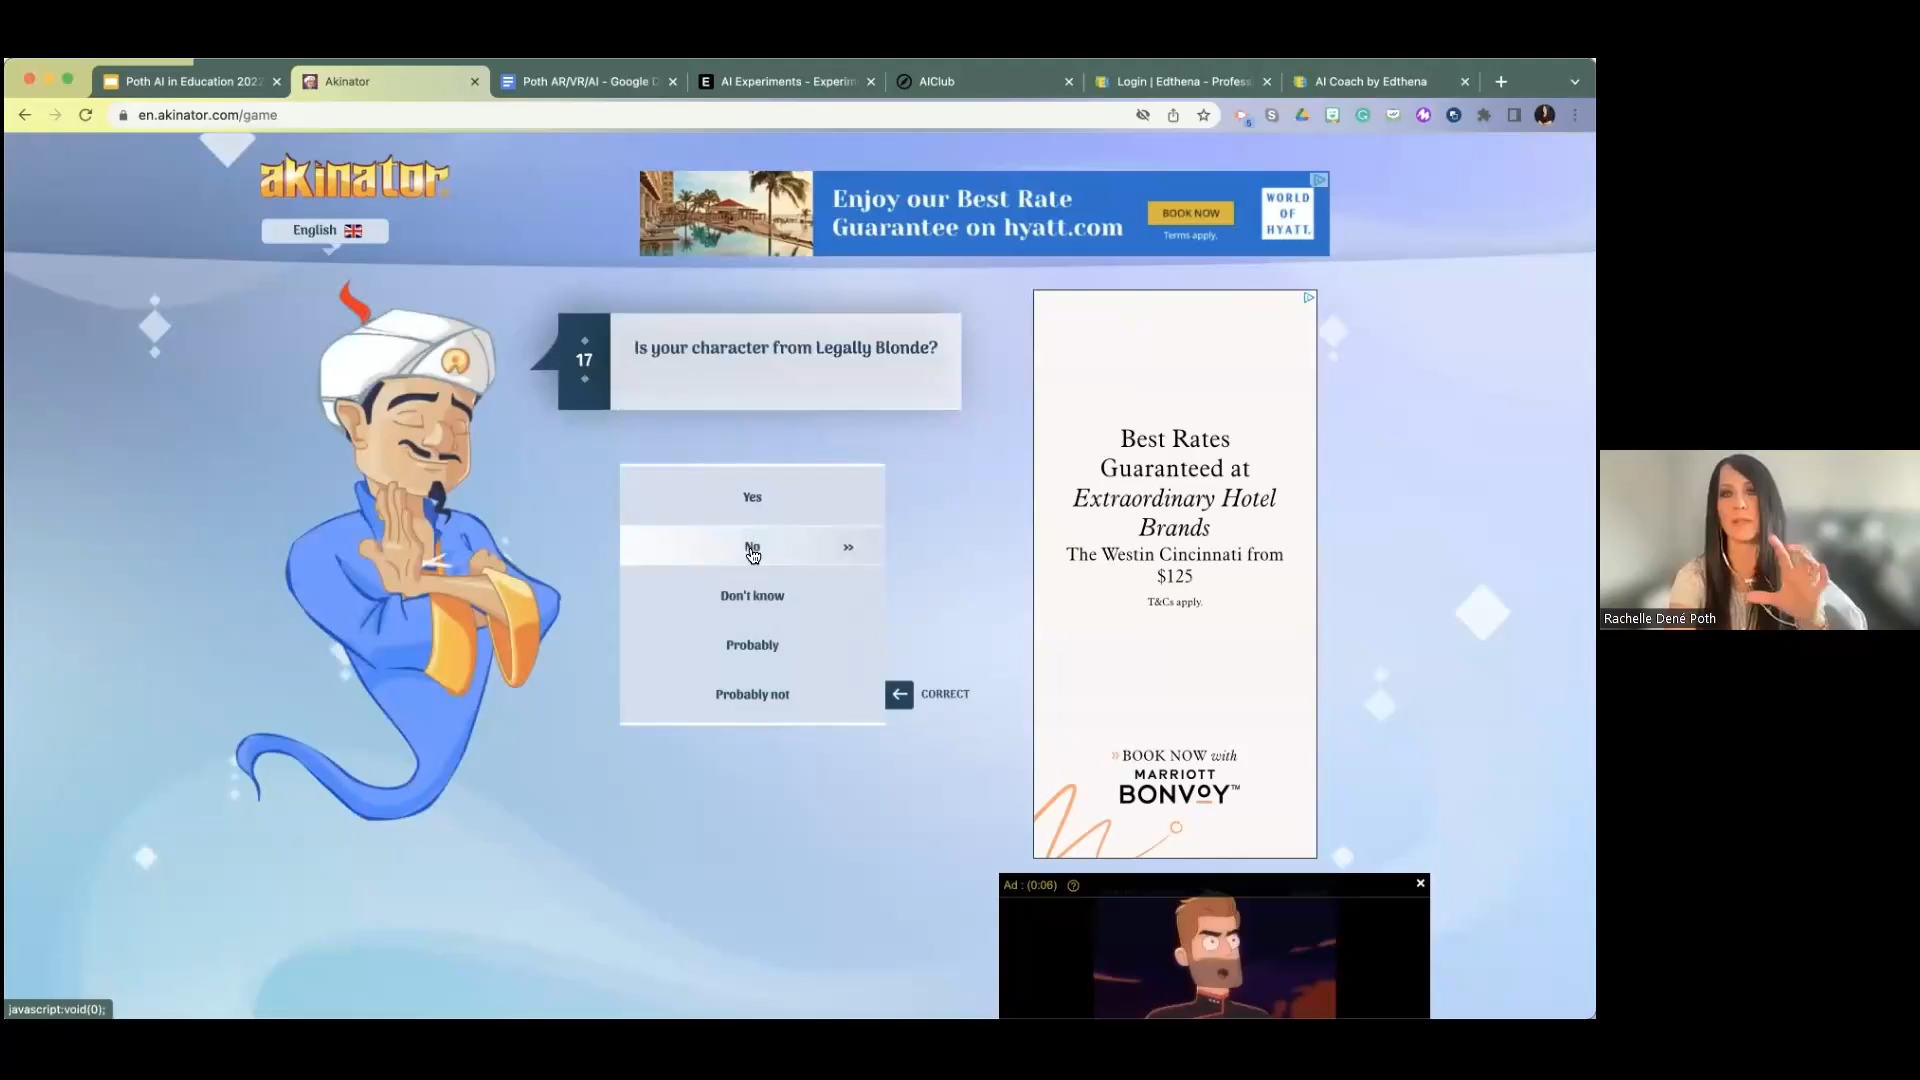 Poth AI in Education 2022
Akinator
Poth AR/VR/AI - Google D
AI Experiments - Experim
AIClub
Login | Edthena - Profess
AI Coach by Edthena
en.akinator.com/game
5
akinator
English
Enjoy our Best Rate
Guarantee on hyatt.com
BOOK NOW
Terms apply.
WORLD
OF
HYATT.
17
Is your character from Legally Blonde?
Yes
No
Don't know
Probably
Probably not
CORRECT
Best Rates
Guaranteed at
Extraordinary Hotel
Brands
The Westin Cincinnati from
$125
T&Cs apply.
» BOOK NOW with
MARRIOTT
BONVOY™
Ad : (0:06)
Rachelle Dené Poth
javascript:void(0);